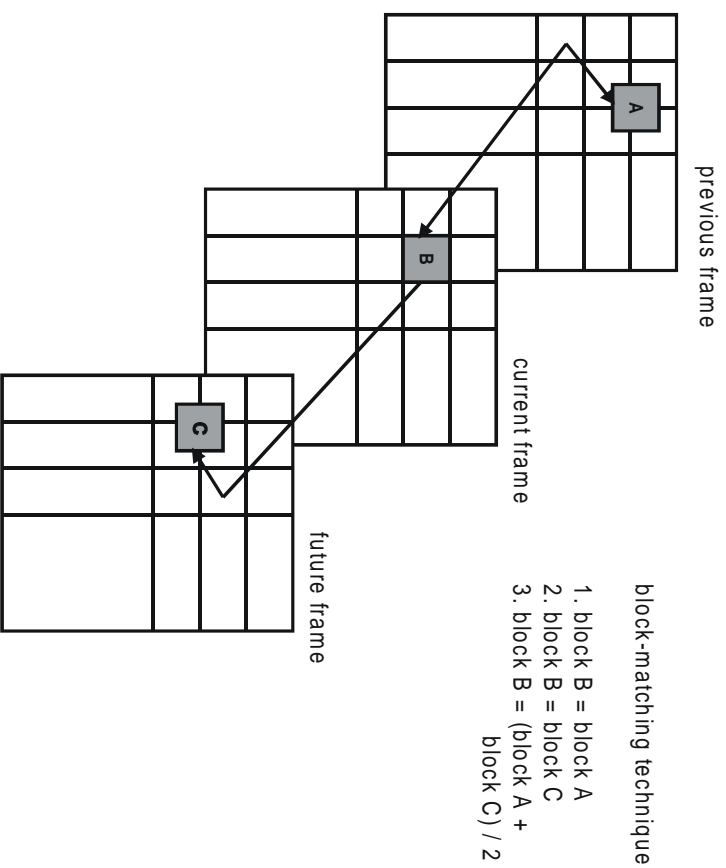 previous frame
A
current frame
B
future frame
C
block-matching technique
1. block B = block A
2. block B = block C
3. block B = (block A +
block C) / 2